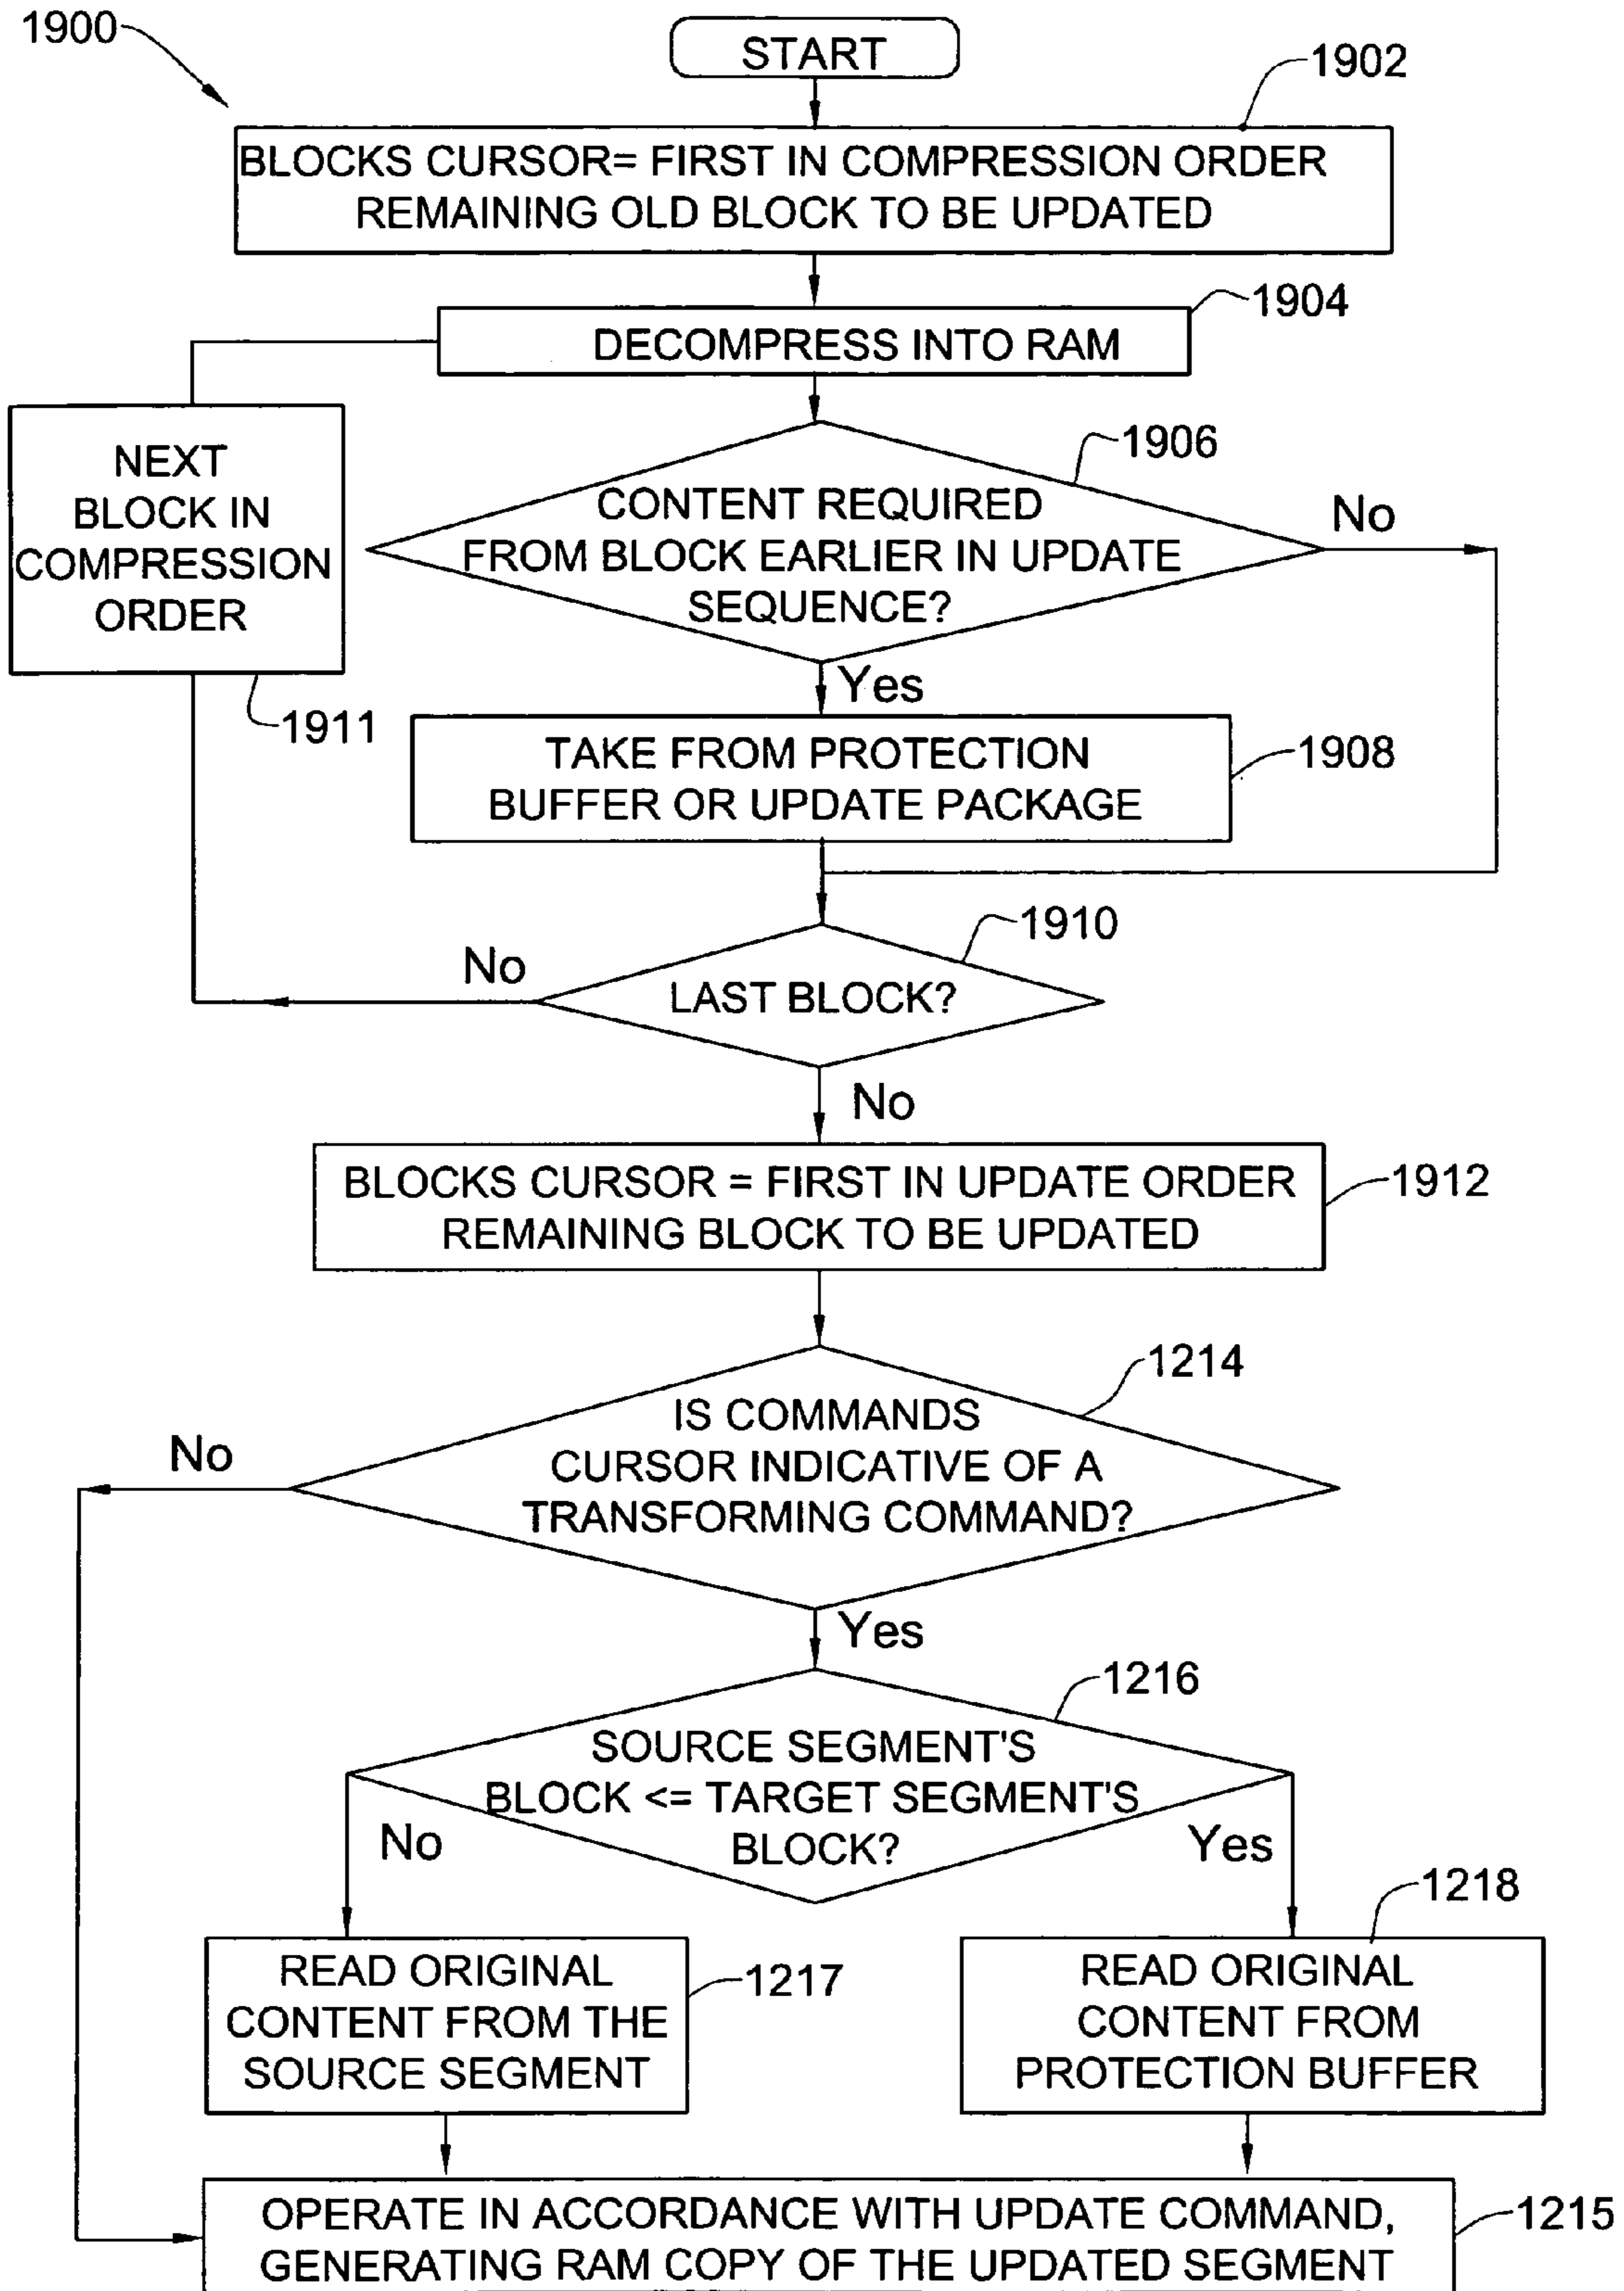 1900
START
1902
BLOCKS CURSOR= FIRST IN COMPRESSION ORDER
REMAINING OLD BLOCK TO BE UPDATED
1904
DECOMPRESS INTO RAM
NEXT
BLOCK IN
COMPRESSION
ORDER
1911
1906
CONTENT REQUIRED
FROM BLOCK EARLIER IN UPDATE
SEQUENCE?
No
Yes
TAKE FROM PROTECTION
BUFFER OR UPDATE PACKAGE
1908
1910
No
LAST BLOCK?
No
BLOCKS CURSOR = FIRST IN UPDATE ORDER
REMAINING BLOCK TO BE UPDATED
1912
1214
IS COMMANDS
CURSOR INDICATIVE OF A
TRANSFORMING COMMAND?
No
Yes
1216
SOURCE SEGMENT'S
BLOCK <= TARGET SEGMENT'S
BLOCK?
No
Yes
READ ORIGINAL
CONTENT FROM THE
SOURCE SEGMENT
1217
1218
READ ORIGINAL
CONTENT FROM
PROTECTION BUFFER
OPERATE IN ACCORDANCE WITH UPDATE COMMAND,
GENERATING RAM COPY OF THE UPDATED SEGMENT
1215